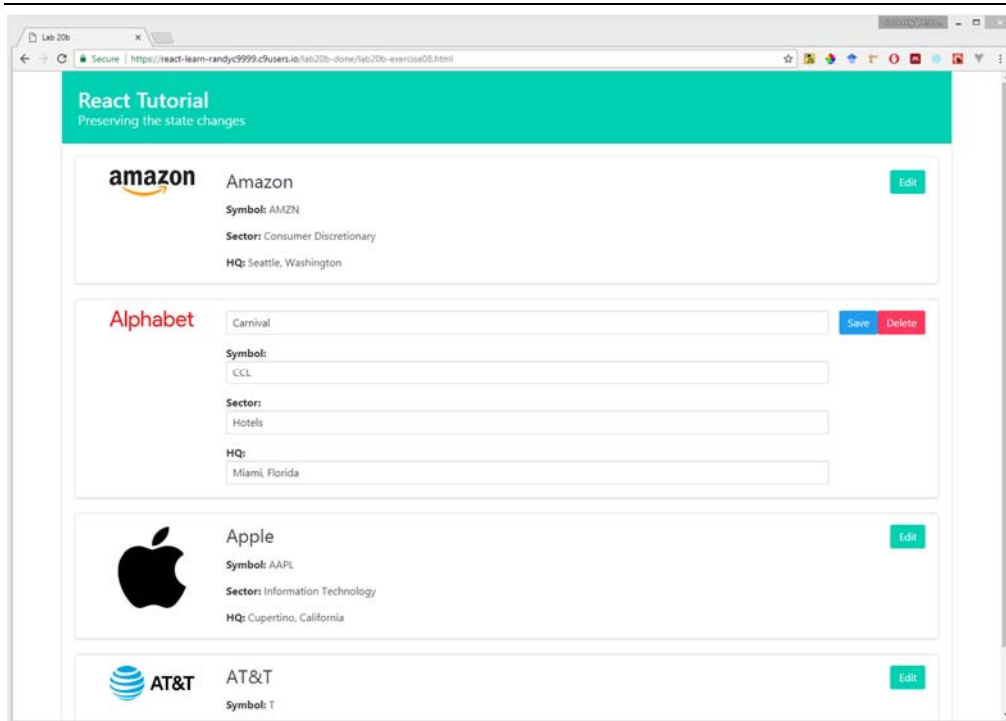 Lab 20b
Secure | https://react-learn-randyc9999.c9users.io/lab20b-done/lab20b-exercise08.html
React Tutorial
Preserving the state changes
amazon
Amazon
Edit
Symbol: AMZN
Sector: Consumer Discretionary
HQ: Seattle, Washington
Alphabet
Carnival
Save Delete
Symbol:
CCL
Sector:
Hotels
HQ:
Miami, Florida
Apple
Edit
Symbol: AAPL
Sector: Information Technology
HQ: Cupertino, California
AT&T
AT&T
Edit
Symbol: T